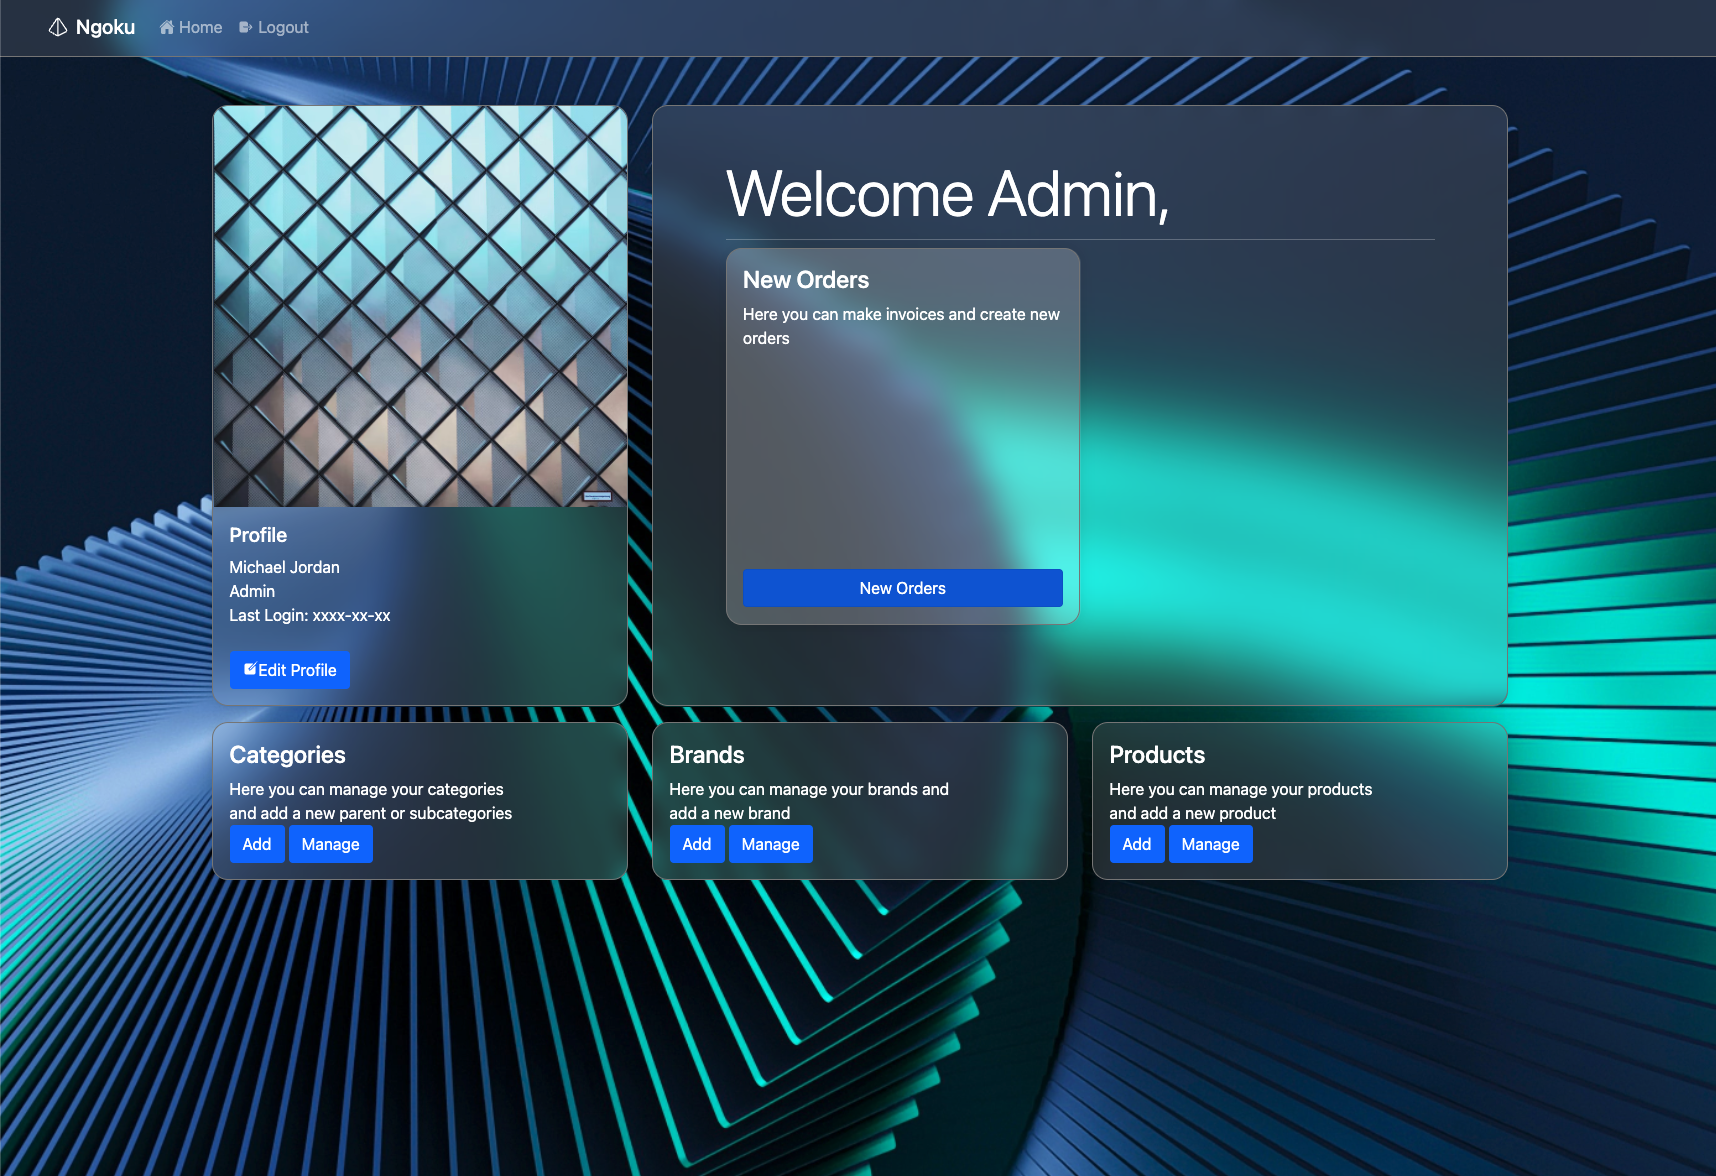 Ngoku
Home
Logout
Welcome Admin,
New Orders
Here you can make invoices and create new
orders
New Orders
Profile
Michael Jordan
Admin
Last Login: xxxx-xx-xx
Edit Profile
Categories
Here you can manage your categories
and add a new parent or subcategories
Add
Manage
Brands
Here you can manage your brands and
add a new brand
Add
Manage
Products
Here you can manage your products
and add a new product
Add
Manage